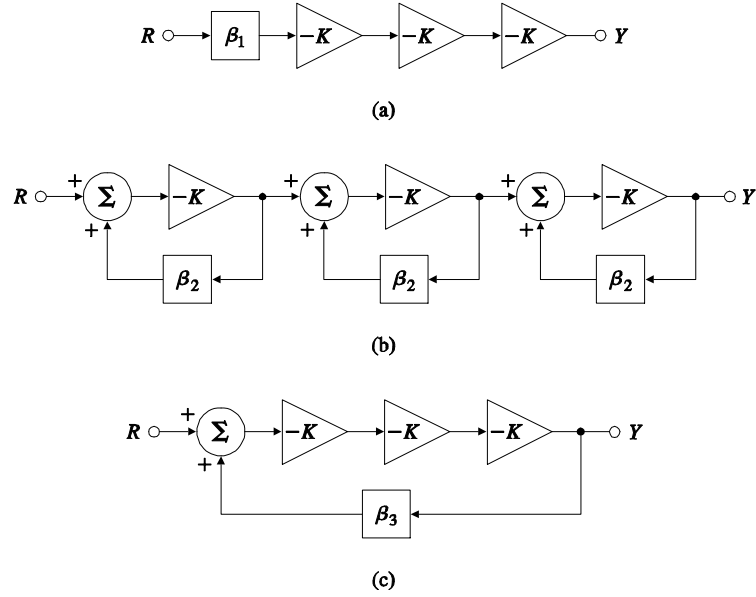 R β₁ −K −K −K Y
(a)
R + Σ + −K β₂ + Σ + −K β₂ + Σ + −K β₂ Y
(b)
R + Σ + −K −K −K Y
β₃
(c)